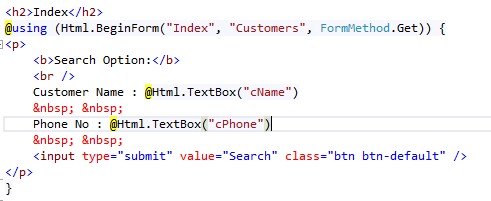 <h2>Index</h2>
@using (Html.BeginForm("Index", "Customers", FormMethod.Get)) {
<p>
    <b>Search Option:</b>
    <br />
    Customer Name : @Html.TextBox("cName")
    &nbsp; &nbsp;
    Phone No : @Html.TextBox("cPhone")
    &nbsp; &nbsp;
    <input type="submit" value="Search" class="btn btn-default" />
</p>
}